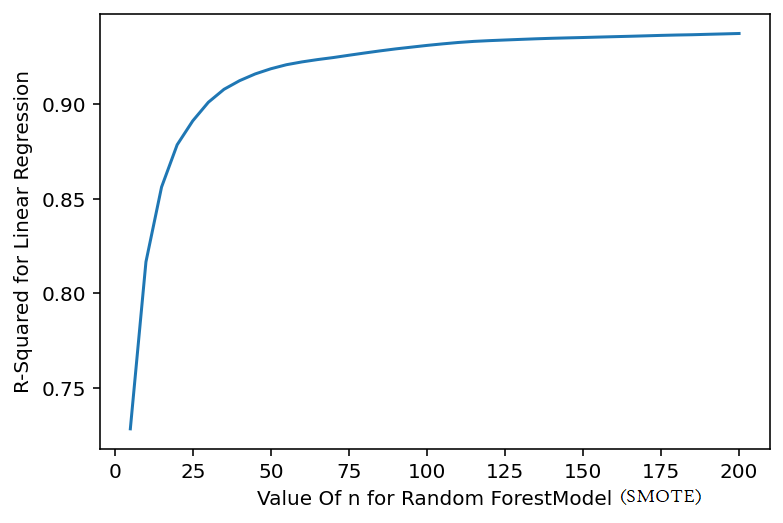 R-Squared for Linear Regression
0.90
0.85
0.80
0.75
0 25 50 75 100 125 150 175 200
Value Of n for Random ForestModel (SMOTE)